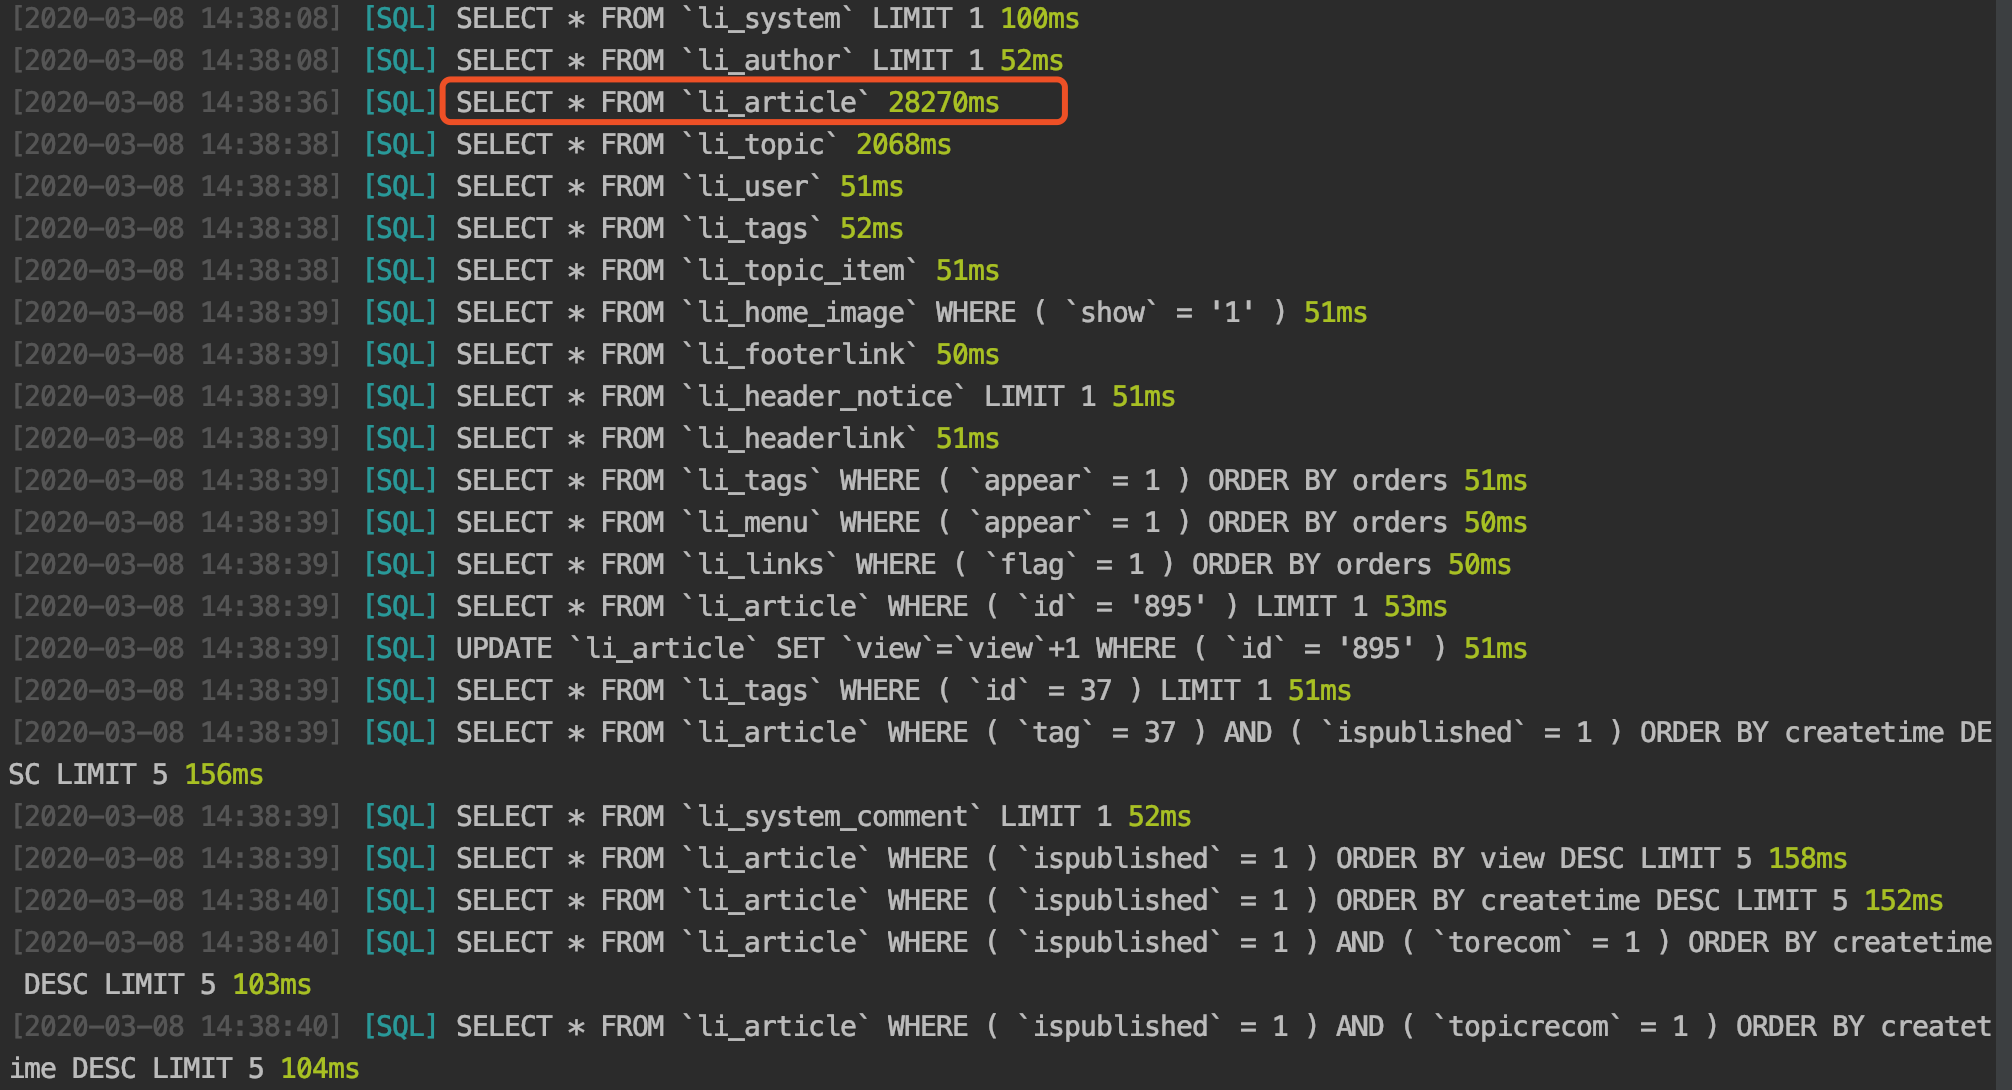 [2020-03-08 14:38:08] [SQL] SELECT * FROM `li_system` LIMIT 1 100ms
[2020-03-08 14:38:08] [SQL] SELECT * FROM `li_author` LIMIT 1 52ms
[2020-03-08 14:38:36] [SQL] SELECT * FROM `li_article` 28270ms
[2020-03-08 14:38:38] [SQL] SELECT * FROM `li_topic` 2068ms
[2020-03-08 14:38:38] [SQL] SELECT * FROM `li_user` 51ms
[2020-03-08 14:38:38] [SQL] SELECT * FROM `li_tags` 52ms
[2020-03-08 14:38:38] [SQL] SELECT * FROM `li_topic_item` 51ms
[2020-03-08 14:38:39] [SQL] SELECT * FROM `li_home_image` WHERE ( `show` = '1' ) 51ms
[2020-03-08 14:38:39] [SQL] SELECT * FROM `li_footerlink` 50ms
[2020-03-08 14:38:39] [SQL] SELECT * FROM `li_header_notice` LIMIT 1 51ms
[2020-03-08 14:38:39] [SQL] SELECT * FROM `li_headerlink` 51ms
[2020-03-08 14:38:39] [SQL] SELECT * FROM `li_tags` WHERE ( `appear` = 1 ) ORDER BY orders 51ms
[2020-03-08 14:38:39] [SQL] SELECT * FROM `li_menu` WHERE ( `appear` = 1 ) ORDER BY orders 50ms
[2020-03-08 14:38:39] [SQL] SELECT * FROM `li_links` WHERE ( `flag` = 1 ) ORDER BY orders 50ms
[2020-03-08 14:38:39] [SQL] SELECT * FROM `li_article` WHERE ( `id` = '895' ) LIMIT 1 53ms
[2020-03-08 14:38:39] [SQL] UPDATE `li_article` SET `view`=`view`+1 WHERE ( `id` = '895' ) 51ms
[2020-03-08 14:38:39] [SQL] SELECT * FROM `li_tags` WHERE ( `id` = 37 ) LIMIT 1 51ms
[2020-03-08 14:38:39] [SQL] SELECT * FROM `li_article` WHERE ( `tag` = 37 ) AND ( `ispublished` = 1 ) ORDER BY createtime DE
SC LIMIT 5 156ms
[2020-03-08 14:38:39] [SQL] SELECT * FROM `li_system_comment` LIMIT 1 52ms
[2020-03-08 14:38:39] [SQL] SELECT * FROM `li_article` WHERE ( `ispublished` = 1 ) ORDER BY view DESC LIMIT 5 158ms
[2020-03-08 14:38:40] [SQL] SELECT * FROM `li_article` WHERE ( `ispublished` = 1 ) ORDER BY createtime DESC LIMIT 5 152ms
[2020-03-08 14:38:40] [SQL] SELECT * FROM `li_article` WHERE ( `ispublished` = 1 ) AND ( `torecom` = 1 ) ORDER BY createtime
 DESC LIMIT 5 103ms
[2020-03-08 14:38:40] [SQL] SELECT * FROM `li_article` WHERE ( `ispublished` = 1 ) AND ( `topicrecom` = 1 ) ORDER BY createt
ime DESC LIMIT 5 104ms